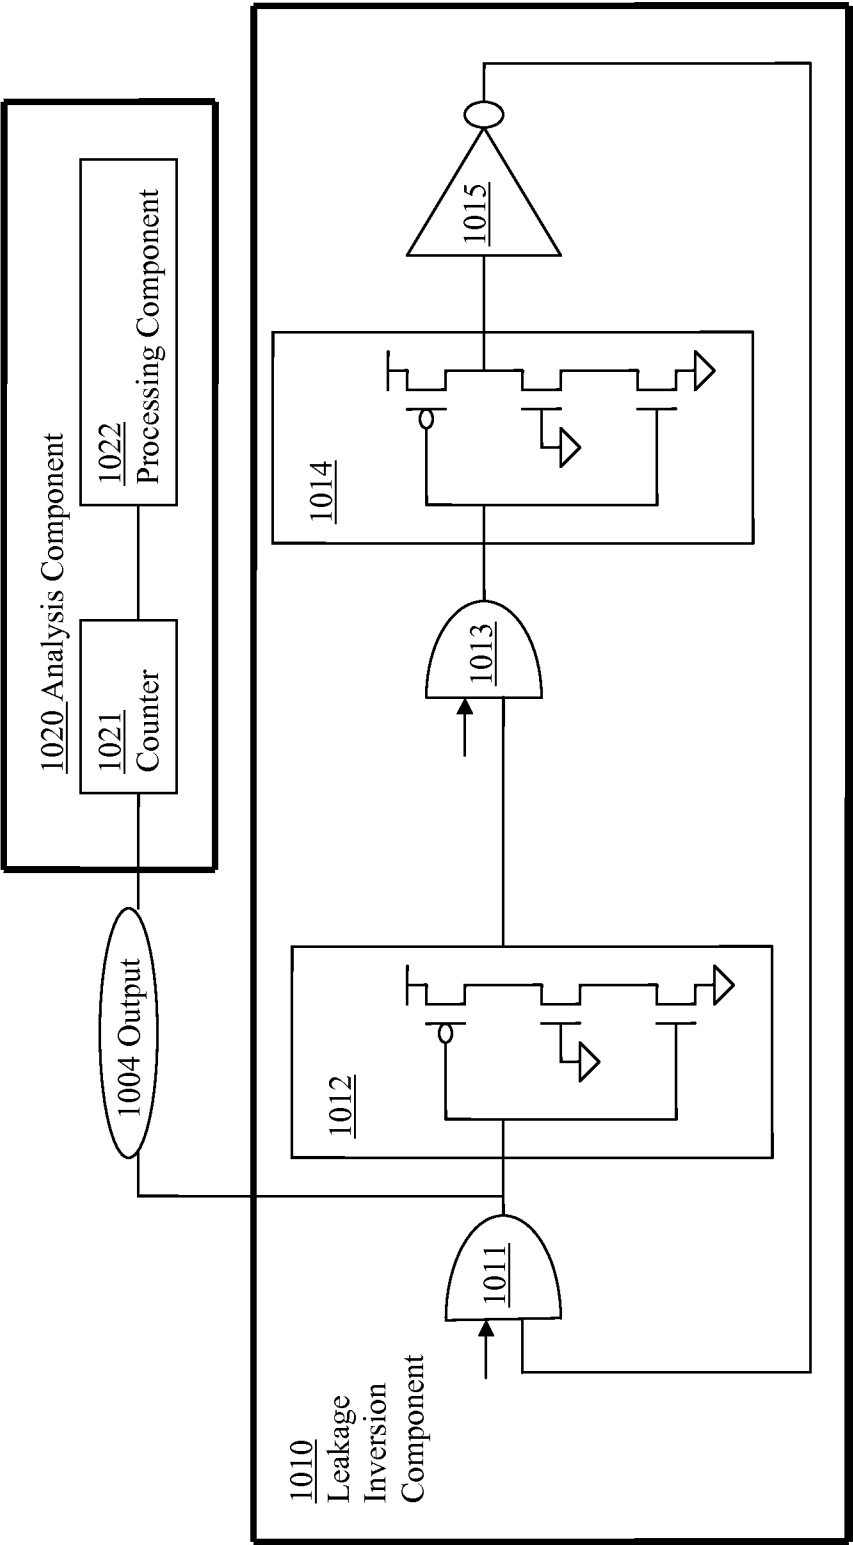 1020 Analysis Component
1021
Counter
1022
Processing Component
1004 Output
1010
Leakage
Inversion
Component
1011
1012
1013
1014
1015